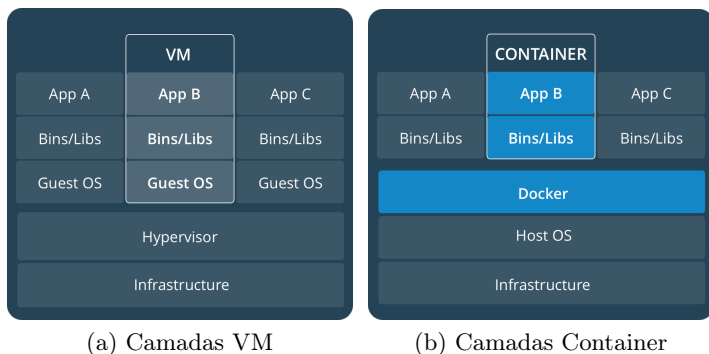 VM
App A App B App C
Bins/Libs Bins/Libs Bins/Libs
Guest OS Guest OS Guest OS
Hypervisor
Infrastructure
(a) Camadas VM
CONTAINER
App A App B App C
Bins/Libs Bins/Libs Bins/Libs
Docker
Host OS
Infrastructure
(b) Camadas Container